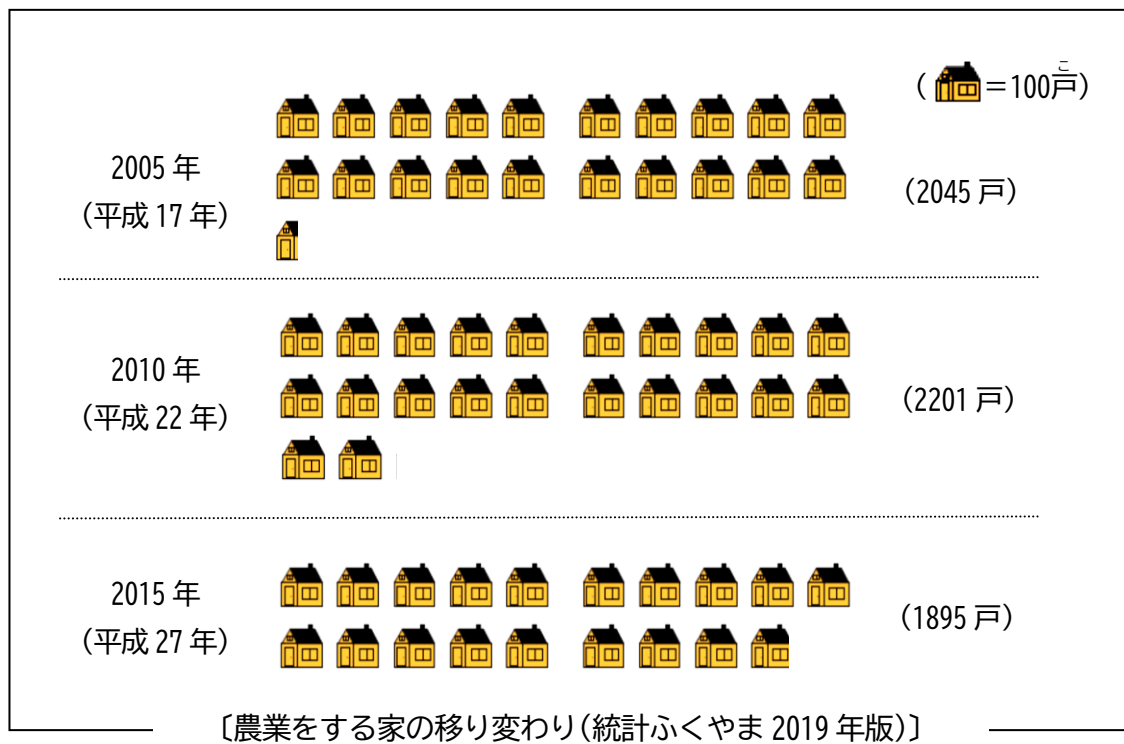 (=100戸)
こ
2005年
(平成17年)
(2045戸)
2010年
(平成22年)
(2201戸)
2015年
(平成27年)
(1895戸)
〔農業をする家の移り変わり(統計ふくやま2019年版)〕